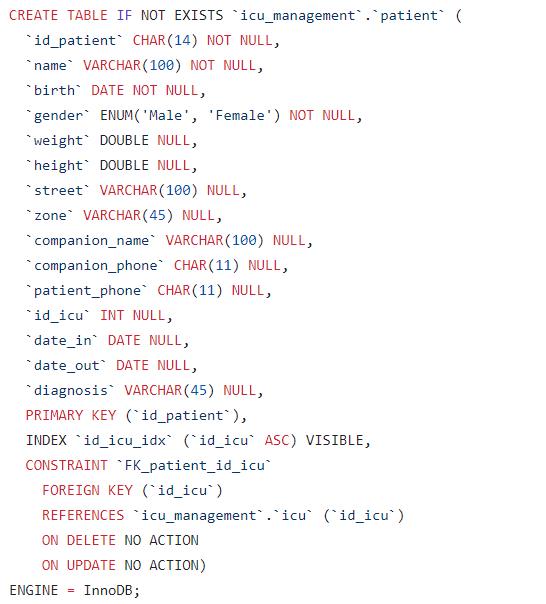 CREATE TABLE IF NOT EXISTS `icu_management`.`patient` (
  `id_patient` CHAR(14) NOT NULL,
  `name` VARCHAR(100) NOT NULL,
  `birth` DATE NOT NULL,
  `gender` ENUM('Male', 'Female') NOT NULL,
  `weight` DOUBLE NULL,
  `height` DOUBLE NULL,
  `street` VARCHAR(100) NULL,
  `zone` VARCHAR(45) NULL,
  `companion_name` VARCHAR(100) NULL,
  `companion_phone` CHAR(11) NULL,
  `patient_phone` CHAR(11) NULL,
  `id_icu` INT NULL,
  `date_in` DATE NULL,
  `date_out` DATE NULL,
  `diagnosis` VARCHAR(45) NULL,
  PRIMARY KEY (`id_patient`),
  INDEX `id_icu_idx` (`id_icu` ASC) VISIBLE,
  CONSTRAINT `FK_patient_id_icu`
    FOREIGN KEY (`id_icu`)
    REFERENCES `icu_management`.`icu` (`id_icu`)
    ON DELETE NO ACTION
    ON UPDATE NO ACTION)
ENGINE = InnoDB;